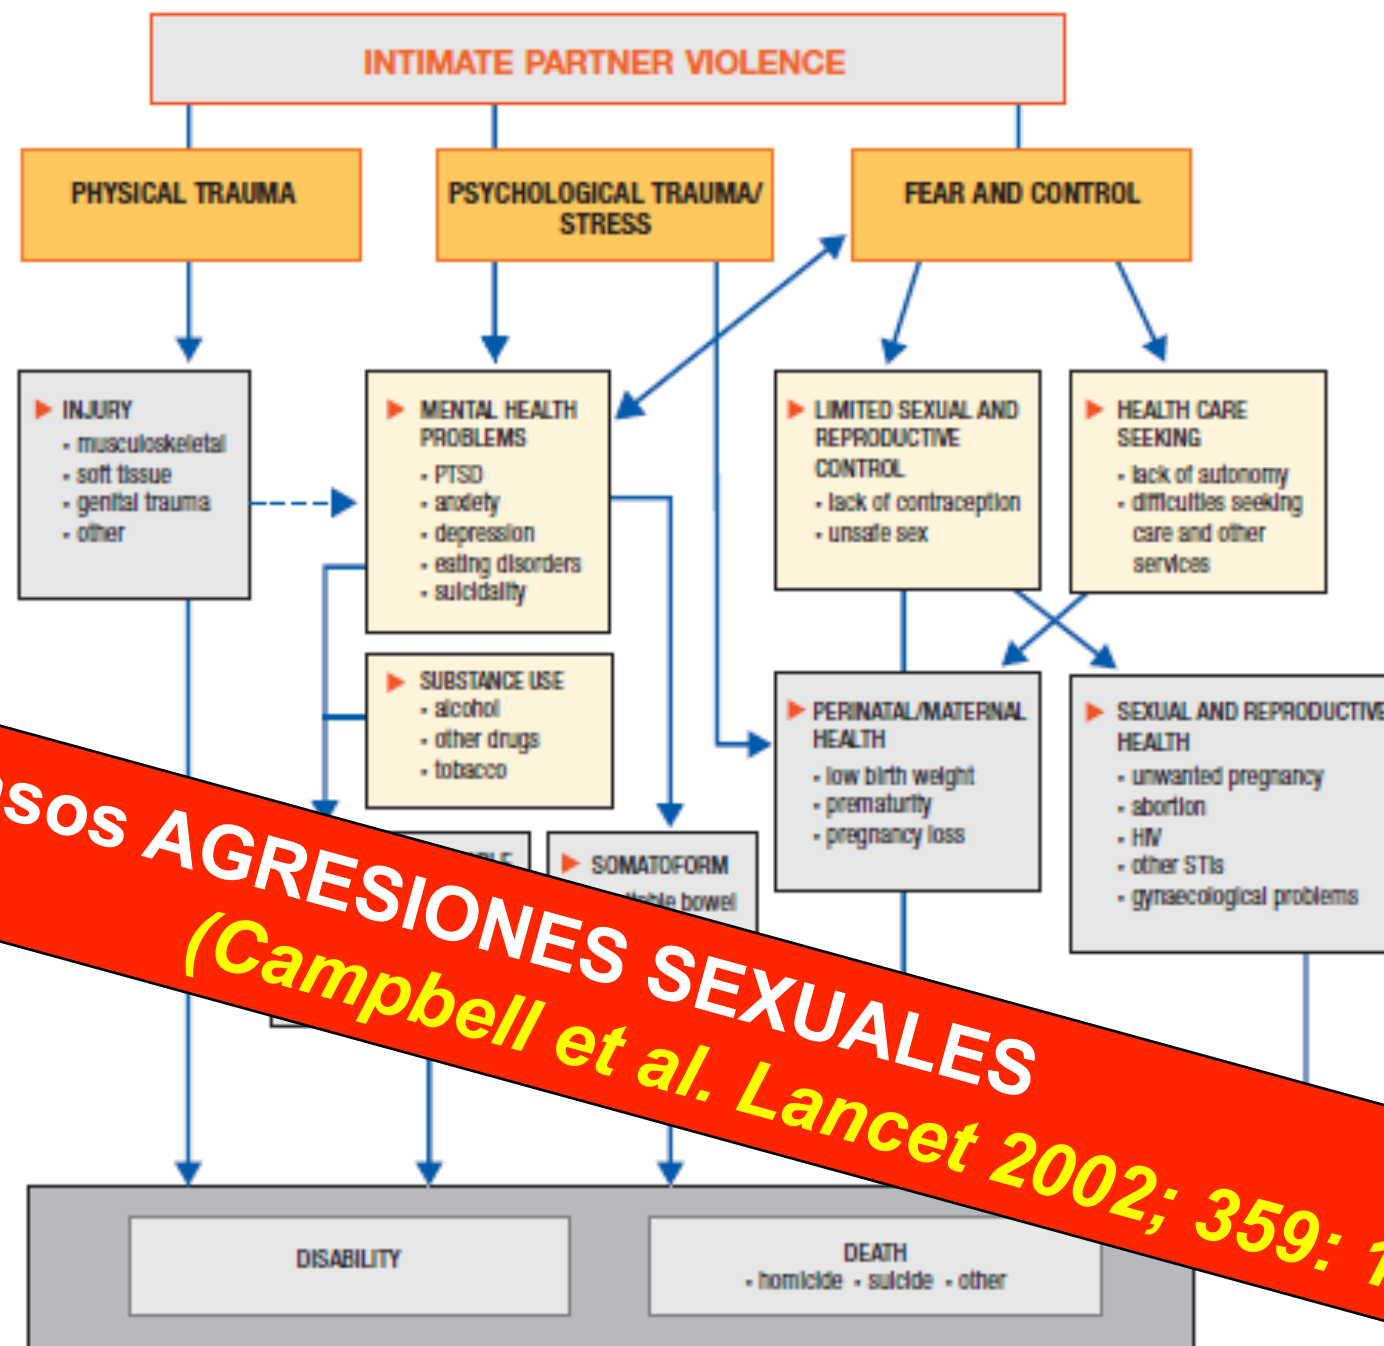 INTIMATE PARTNER VIOLENCE
PHYSICAL TRAUMA
PSYCHOLOGICAL TRAUMA/
STRESS
FEAR AND CONTROL
INJURY
- musculoskeletal
- soft tissue
- genital trauma
- other
MENTAL HEALTH
PROBLEMS
- PTSD
- anxiety
- depression
- eating disorders
- suicidality
LIMITED SEXUAL AND
REPRODUCTIVE
CONTROL
- lack of contraception
- unsafe sex
HEALTH CARE
SEEKING
- lack of autonomy
- difficulties seeking
care and other
services
SUBSTANCE USE
- alcohol
- other drugs
- tobacco
PERINATAL/MATERNAL
HEALTH
- low birth weight
- prematurity
- pregnancy loss
SEXUAL AND REPRODUCTIVE
HEALTH
- unwanted pregnancy
- abortion
- HIV
- other STIs
- gynaecological problems
SOMATOFORM
bowel
AGRESIONES SEXUALES
(Campbell et al. Lancet 2002; 359:
DISABILITY
DEATH
- homicide - suicide - other